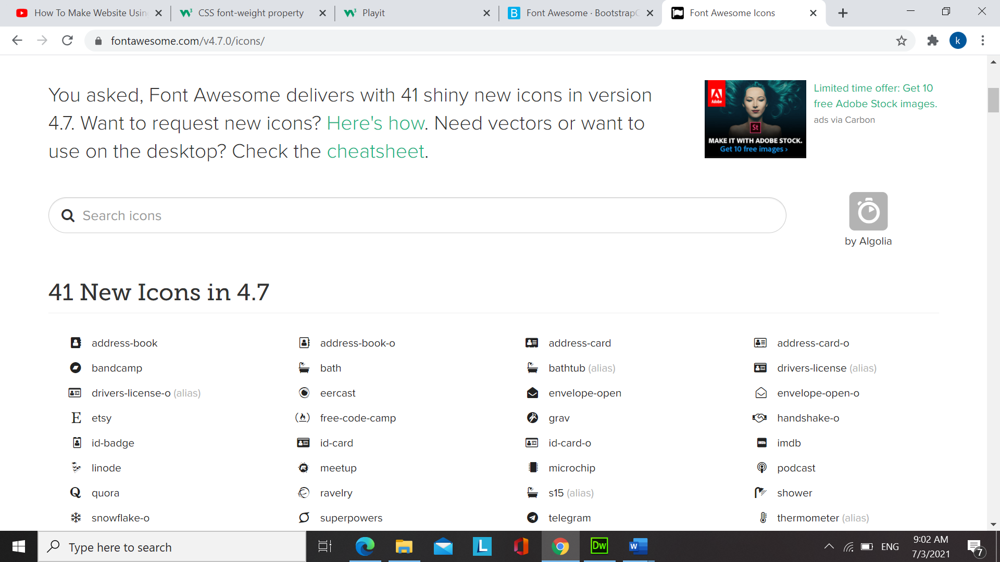 How To Make Website Usin
CSS font-weight property
Playit
Font Awesome · BootstrapC
Font Awesome Icons
fontawesome.com/v4.7.0/icons/
k
You asked, Font Awesome delivers with 41 shiny new icons in version
4.7. Want to request new icons? Here's how. Need vectors or want to
use on the desktop? Check the cheatsheet.
Adobe
St
MAKE IT WITH ADOBE STOCK.
Get 10 free images ›
Limited time offer: Get 10
free Adobe Stock images.
ads via Carbon
Search icons
by Algolia
41 New Icons in 4.7
address-book address-book-o address-card address-card-o
bandcamp bath bathtub (alias) drivers-license (alias)
drivers-license-o (alias) eercast envelope-open envelope-open-o
etsy free-code-camp grav handshake-o
id-badge id-card id-card-o imdb
linode meetup microchip podcast
quora ravelry s15 (alias) shower
snowflake-o superpowers telegram thermometer (alias)
Type here to search
L
Dw
W
ENG
9:02 AM
7/3/2021
7